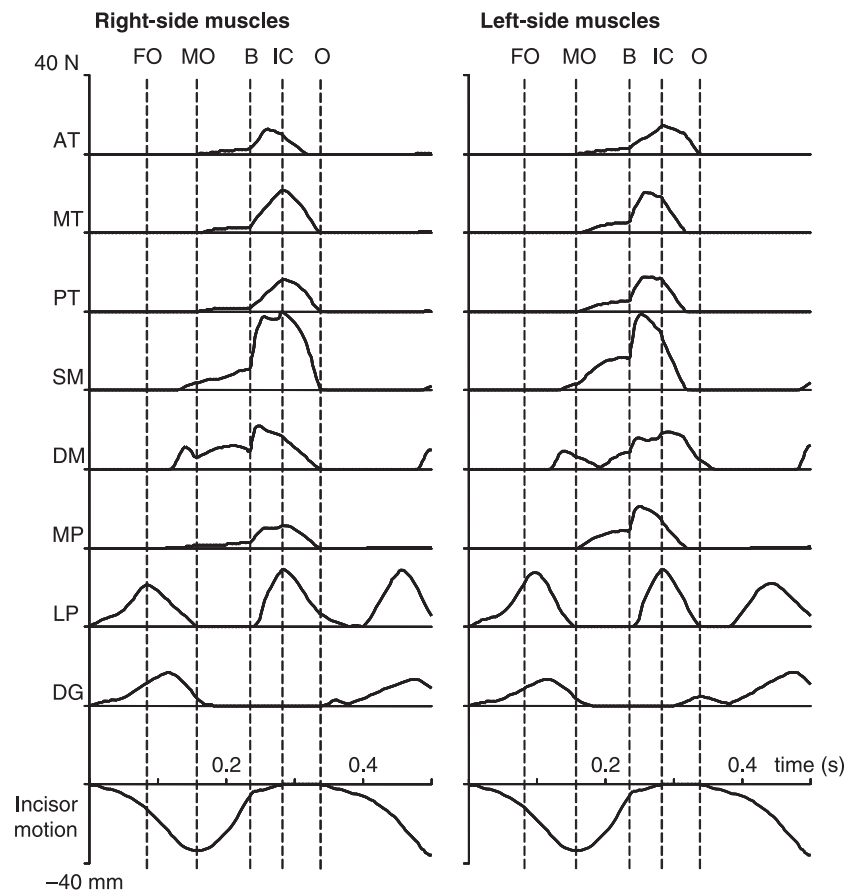 Right-side muscles Left-side muscles
FO MO B IC O FO MO B IC O
40 N
AT
MT
PT
SM
DM
MP
LP
DG
0.2 0.4 0.2 0.4 time (s)
Incisor
motion
–40 mm